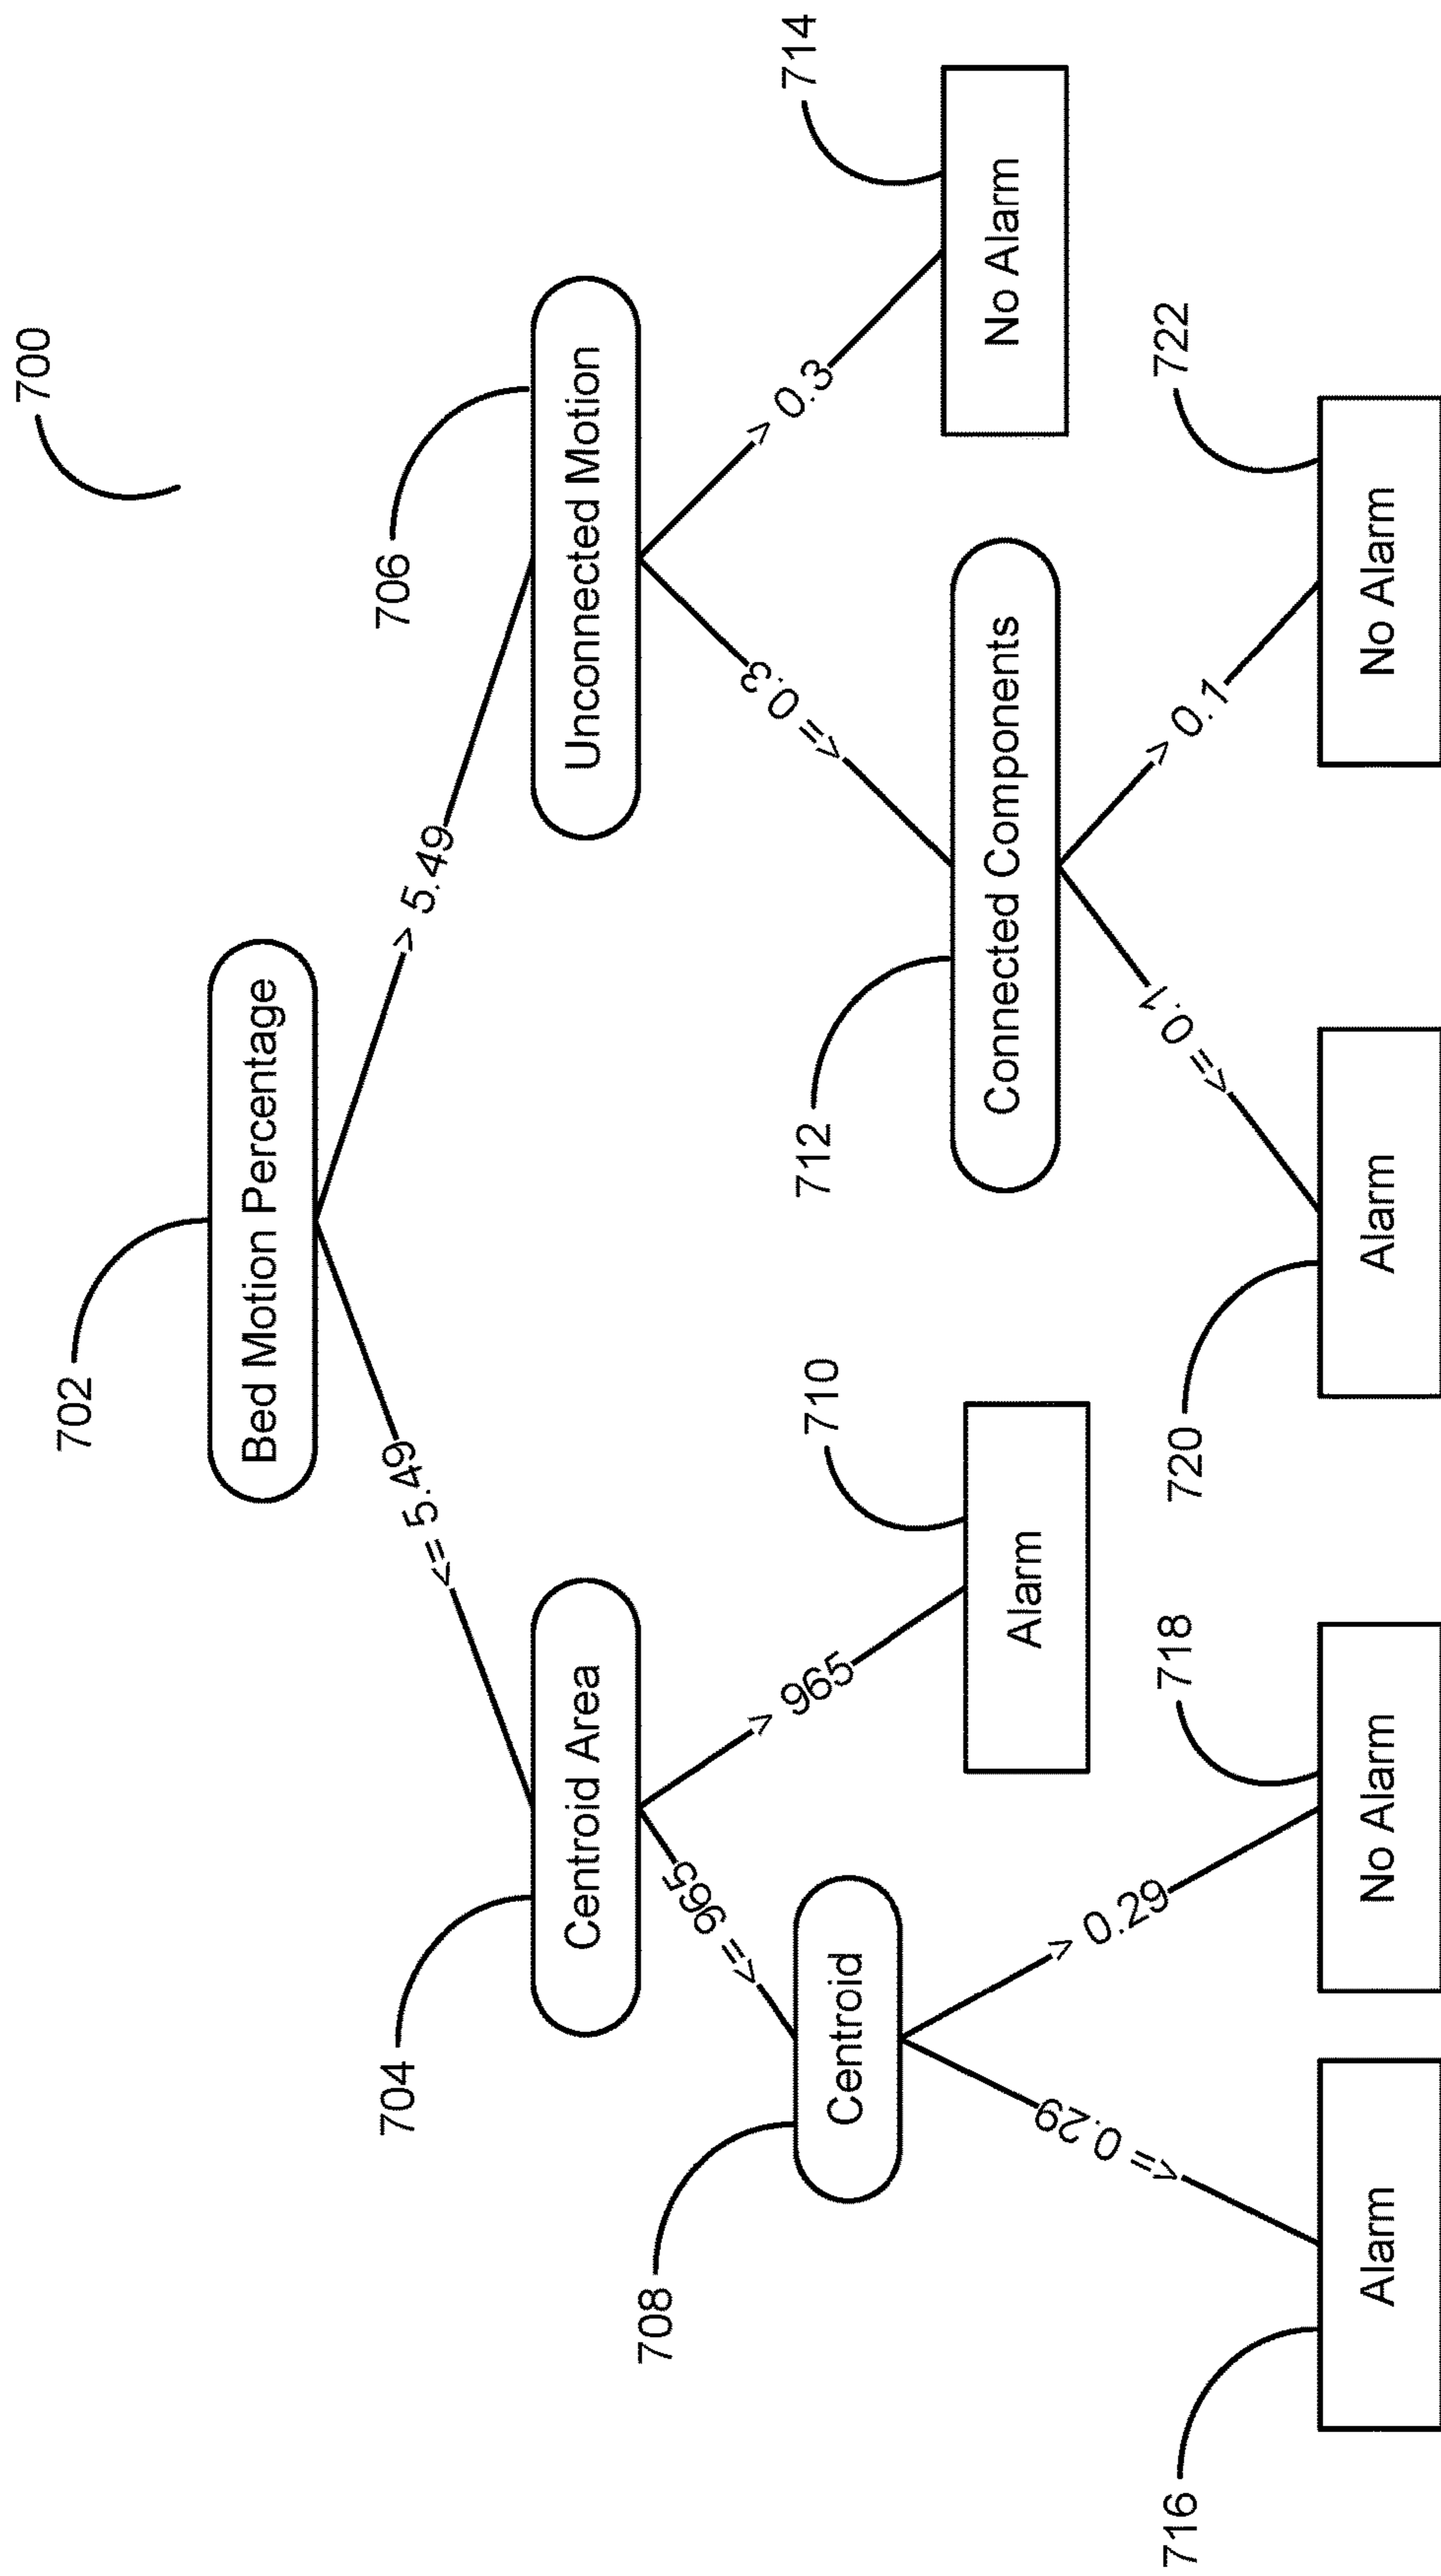 700
702
Bed Motion Percentage
<= 5.49
> 5.49
704
Centroid Area
706
Unconnected Motion
<= 965
> 965
<= 0.3
> 0.3
708
Centroid
710
Alarm
712
Connected Components
714
No Alarm
<= 0.29
> 0.29
<= 0.1
> 0.1
716
Alarm
718
No Alarm
720
Alarm
722
No Alarm